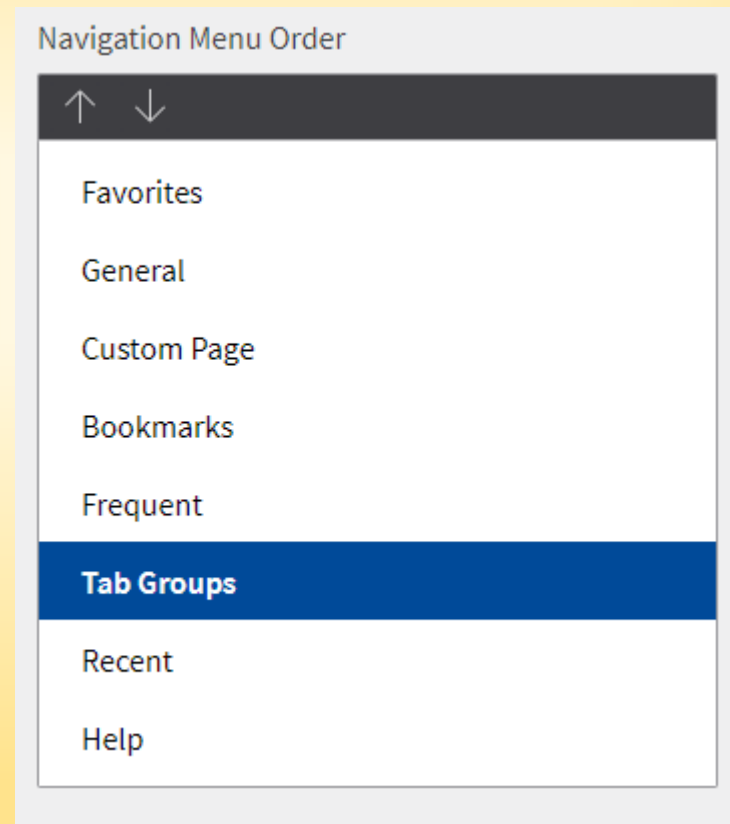 Navigation Menu Order
Favorites
General
Custom Page
Bookmarks
Frequent
Tab Groups
Recent
Help